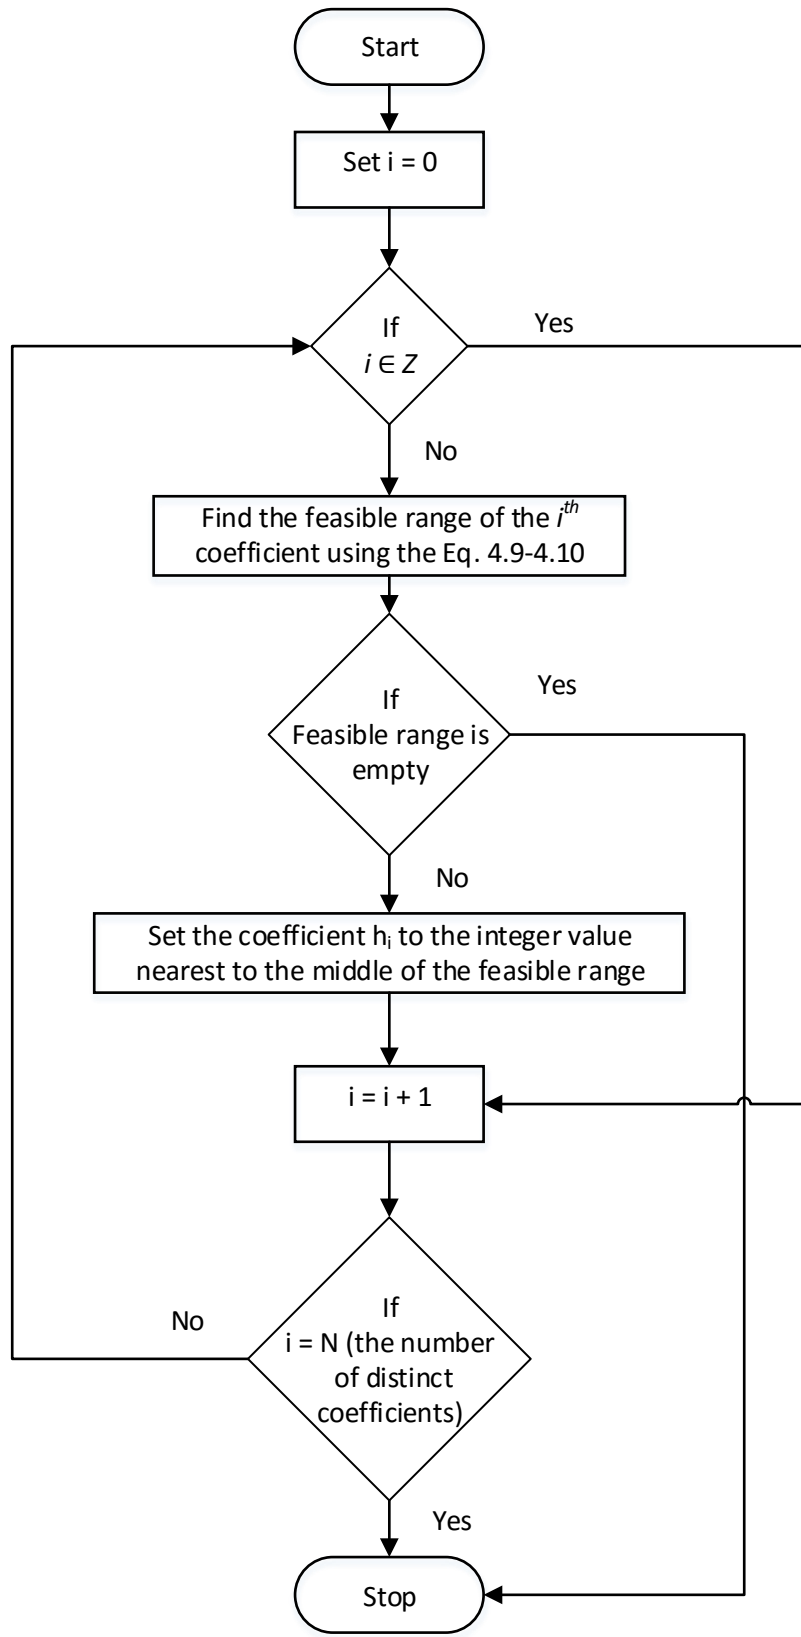 Start
Set i = 0
If
i ∈ Z
Yes
No
Find the feasible range of the i^th
coefficient using the Eq. 4.9-4.10
If
Feasible range is
empty
Yes
No
Set the coefficient hᵢ to the integer value
nearest to the middle of the feasible range
i = i + 1
If
i = N (the number
of distinct
coefficients)
No
Yes
Stop